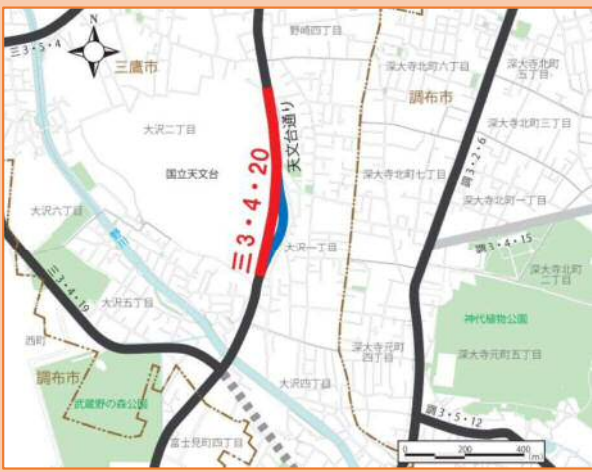 N
三3・5・4
三鷹市
野崎四丁目
深大寺北町六丁目
深大寺北町
五丁目
調布市
大沢二丁目
天文台通り
深大寺北町三丁目
国立天文台
三3・4・20
深大寺北町七丁目
調3・2・6
深大寺北町一丁目
大沢六丁目
野川
大沢一丁目
調3・4・15
深大寺北町
二丁目
三3・4・19
大沢五丁目
神代植物公園
西町
深大寺元町
四丁目
深大寺元町五丁目
調布市
武蔵野の森公園
大沢四丁目
調3・5・12
富士見町四丁目
0 200 400
(m)